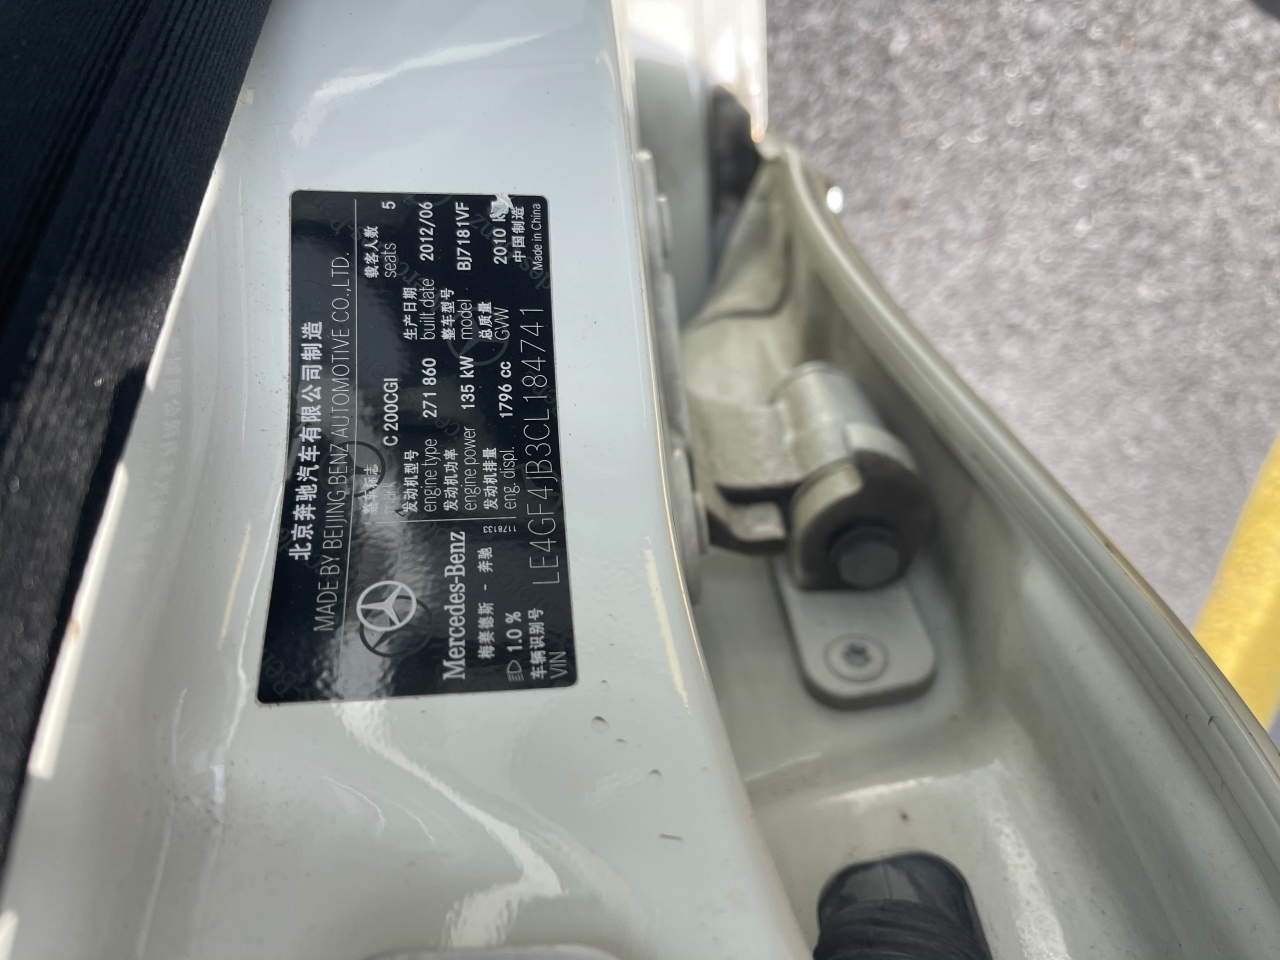 北京奔驰汽车有限公司制造
MADE BY BEIJING BENZ AUTOMOTIVE CO.,LTD.
整车标志 C 200CGI 载客人数 5
mark seats
发动机型号 271 860 生产日期 2012/06
engine type built.date
发动机功率 135 kW 整车型号 BJ7181VF
engine power model
发动机排量 1796 cc 总质量 2010
eng. displ. GVW
Mercedes-Benz
梅赛德斯 - 奔驰
1.0 %
中国制造
Made in China
车辆识别号 LE4GF4JB3CL184741
VIN